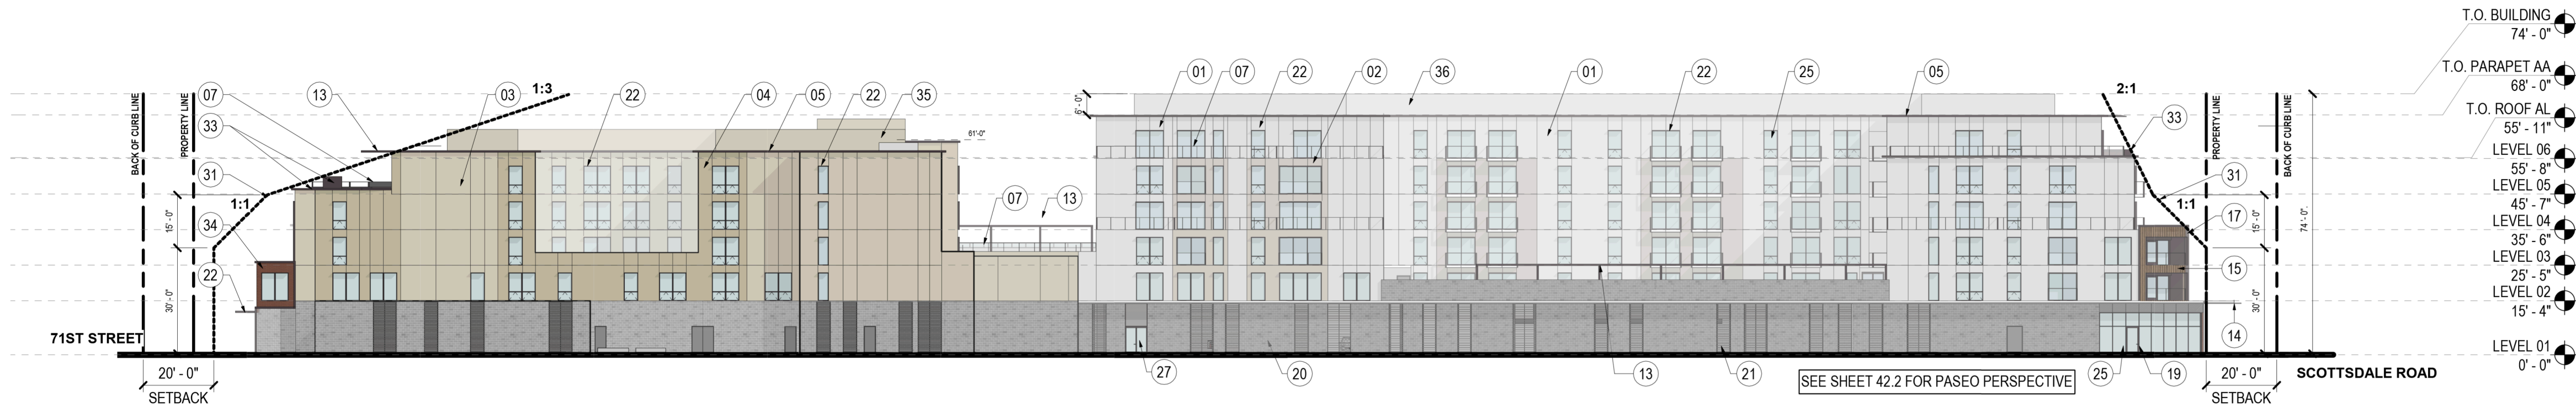 T.O. BUILDING
74' - 0"
T.O. PARAPET AA
68' - 0"
T.O. ROOF AL
55' - 11"
LEVEL 06
55' - 8"
LEVEL 05
45' - 7"
LEVEL 04
35' - 6"
LEVEL 03
25' - 5"
LEVEL 02
15' - 4"
LEVEL 01
0' - 0"
BACK OF CURB LINE
PROPERTY LINE
07
13
03
1:3
22
04
05
22
35
33
31
1:1
34
22
15' - 0"
30' - 0"
61'-0"
07
13
6' - 0"
01
07
22
02
36
01
22
25
05
2:1
33
PROPERTY LINE
BACK OF CURB LINE
31
1:1
17
15
14
15' - 0"
30' - 0"
74' - 0"
71ST STREET
20' - 0"
SETBACK
27
20
13
21
SEE SHEET 42.2 FOR PASEO PERSPECTIVE
25
19
20' - 0"
SETBACK
SCOTTSDALE ROAD